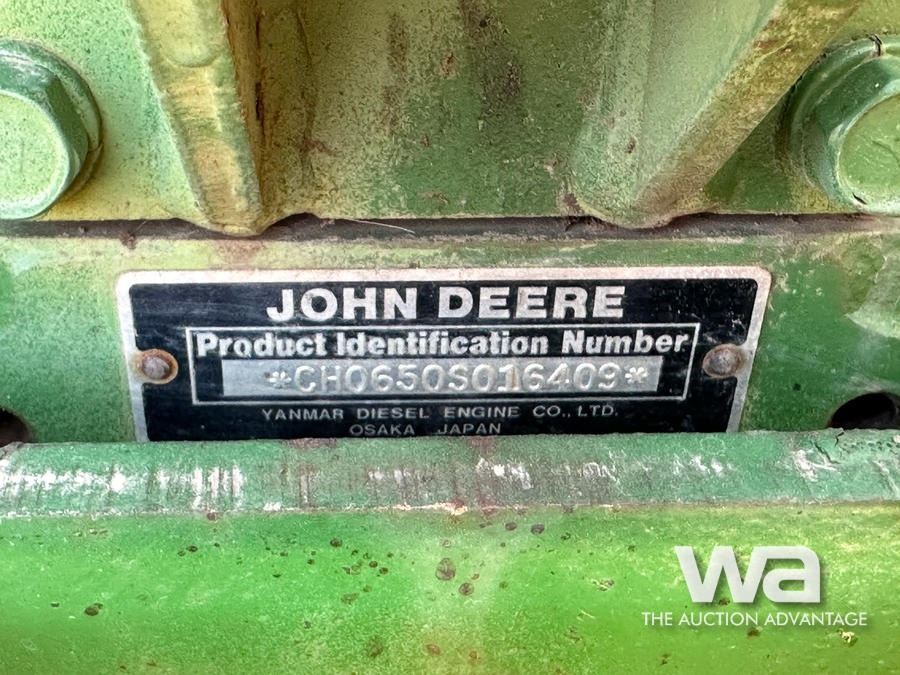 JOHN DEERE
Product Identification Number
*CH0650S016409*
YANMAR DIESEL ENGINE CO., LTD.
OSAKA JAPAN
wa
THE AUCTION ADVANTAGE